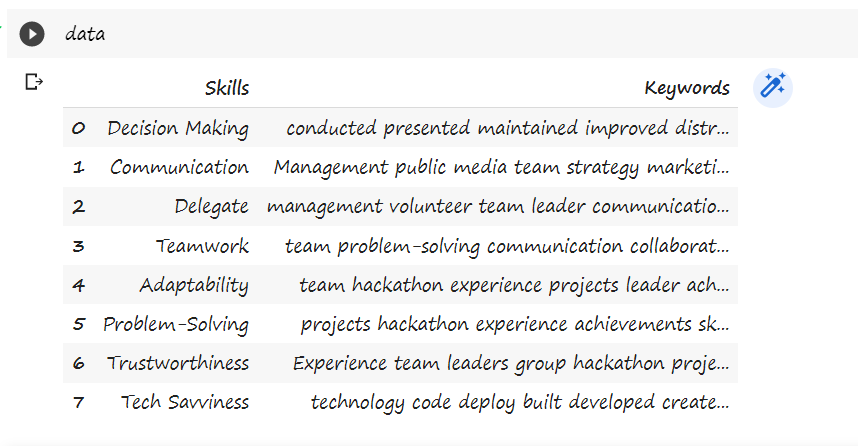 data
Skills Keywords
0 Decision Making conducted presented maintained improved distr...
1 Communication Management public media team strategy marketi...
2 Delegate management volunteer team leader communicatio...
3 Teamwork team problem-solving communication collaborat...
4 Adaptability team hackathon experience projects leader ach...
5 Problem-Solving projects hackathon experience achievements sk...
6 Trustworthiness Experience team leaders group hackathon proje...
7 Tech Savviness technology code deploy built developed create...